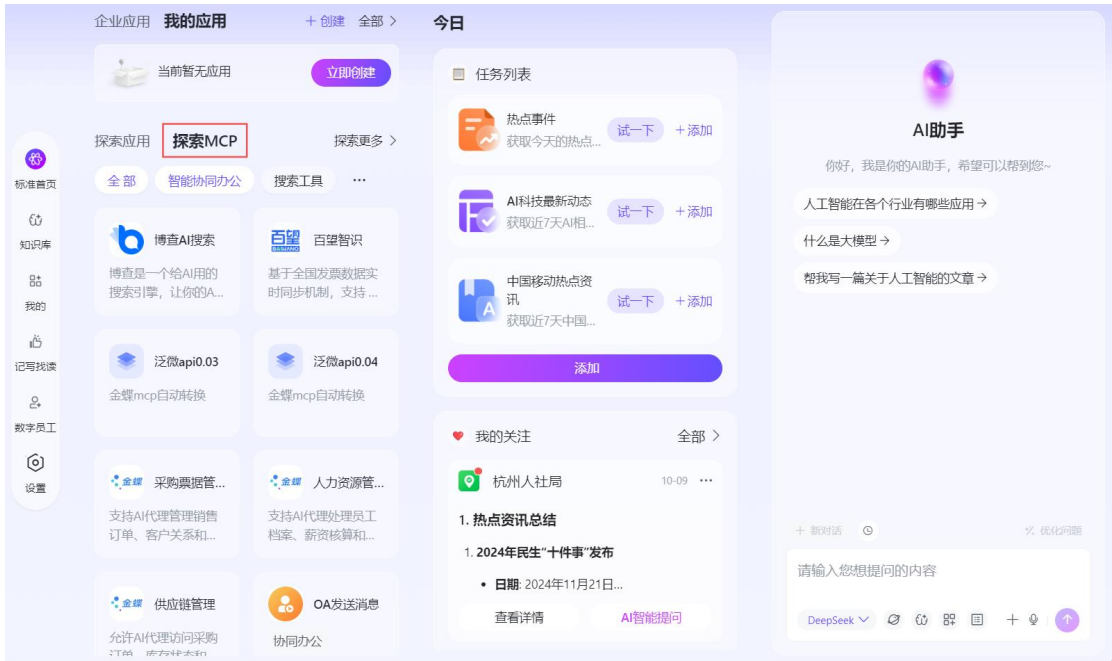 标准首页
知识库
我的
记写找读
数字员工
设置
企业应用 我的应用 + 创建 全部 >
当前暂无应用 立即创建
探索应用 探索MCP 探索更多 >
全部 智能协同办公 搜索工具 ···
博查AI搜索
博查是一个给AI用的
搜索引擎，让你的A...
百望
BAIWANG
百望智识
基于全国发票数据实
时同步机制，支持 ...
泛微api0.03
金蝶mcp自动转换
泛微api0.04
金蝶mcp自动转换
金蝶 采购票据管...
支持AI代理管理销售
订单、客户关系和...
金蝶 人力资源管...
支持AI代理处理员工
档案、薪资核算和...
金蝶 供应链管理
允许AI代理访问采购
订单、库存状态和...
OA发送消息
协同办公
今日
任务列表
热点事件
获取今天的热点...
试一下 + 添加
AI科技最新动态
获取近7天AI相...
试一下 + 添加
中国移动热点资
讯
获取近7天中国...
试一下 + 添加
添加
我的关注 全部 >
杭州人社局 10-09 ···
1. 热点资讯总结
1. 2024年民生“十件事”发布
• 日期: 2024年11月21日...
查看详情 AI智能提问
AI助手
你好，我是你的AI助手，希望可以帮到您~
人工智能在各个行业有哪些应用→
什么是大模型→
帮我写一篇关于人工智能的文章→
+ 新对话 优化问题
请输入您想提问的内容
DeepSeek